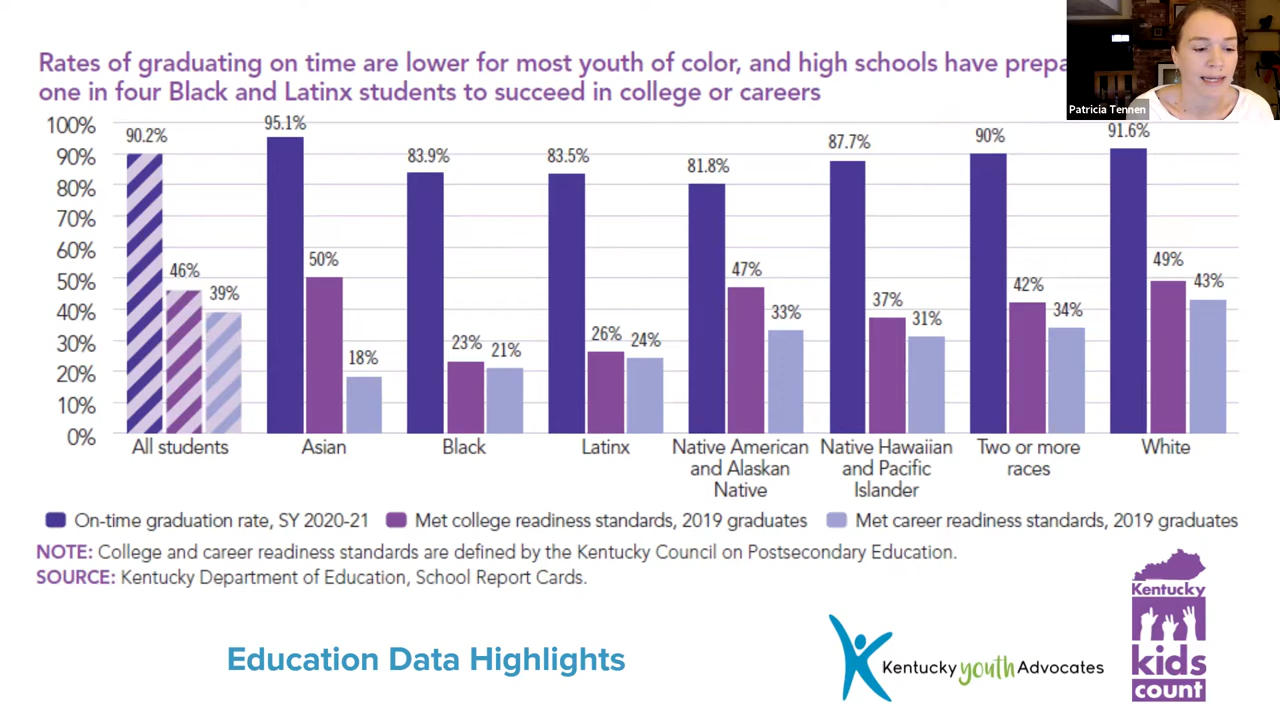 Rates of graduating on time are lower for most youth of color, and high schools have
one in four Black and Latinx students to succeed in college or careers
Patricia Tennen
100%
90%
80%
70%
60%
50%
40%
30%
20%
10%
0%
90.2%
46%
39%
95.1%
50%
18%
83.9%
23%
21%
83.5%
26%
24%
81.8%
47%
33%
87.7%
37%
31%
90%
42%
34%
91.6%
49%
43%
All students
Asian
Black
Latinx
Native American
and Alaskan
Native
Native Hawaiian
and Pacific
Islander
Two or more
races
White
On-time graduation rate, SY 2020-21
Met college readiness standards, 2019 graduates
Met career readiness standards, 2019 graduates
NOTE: College and career readiness standards are defined by the Kentucky Council on Postsecondary Education.
SOURCE: Kentucky Department of Education, School Report Cards.
Education Data Highlights
Kentucky youth Advocates
Kentucky
kids
count